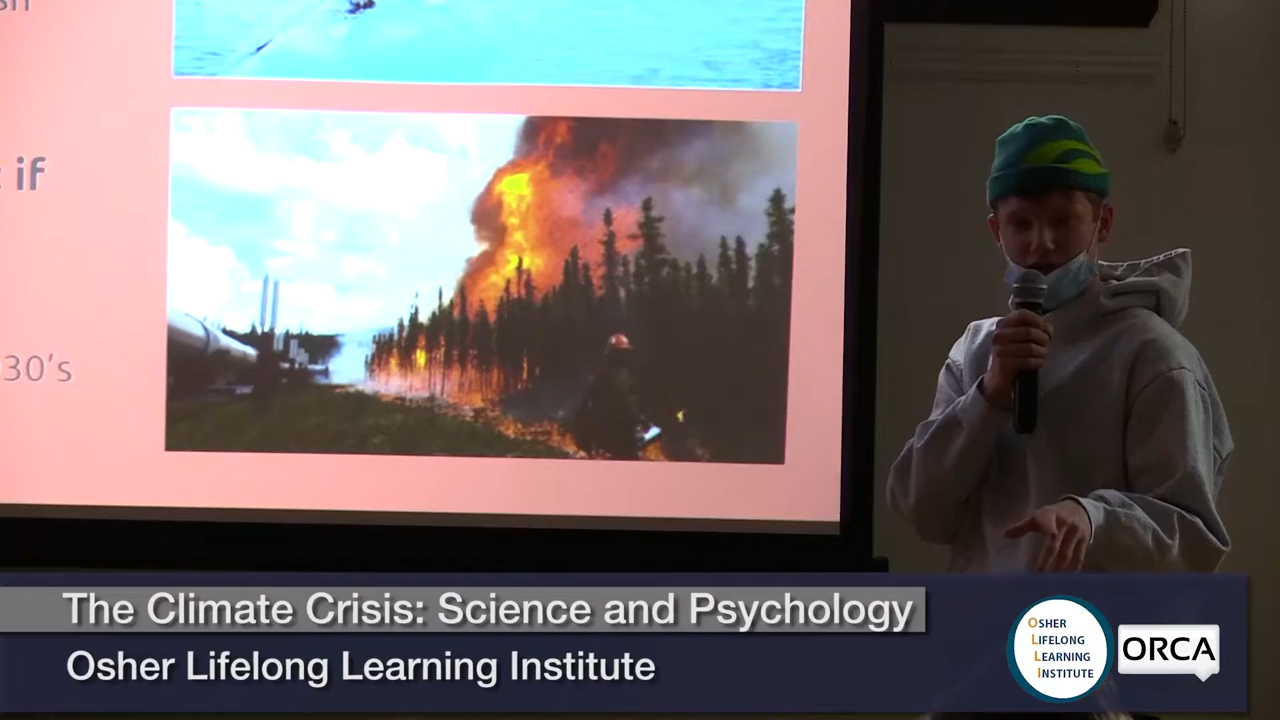 if
30's
The Climate Crisis: Science and Psychology
Osher Lifelong Learning Institute
OSHER
LIFELONG
LEARNING
INSTITUTE
ORCA